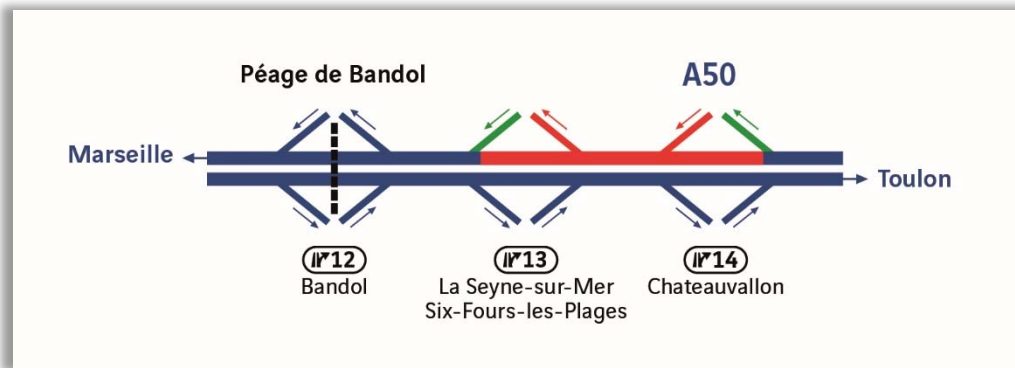 Péage de Bandol
A50
Marseille
Toulon
12
Bandol
13
La Seyne-sur-Mer
Six-Fours-les-Plages
14
Chateauvallon